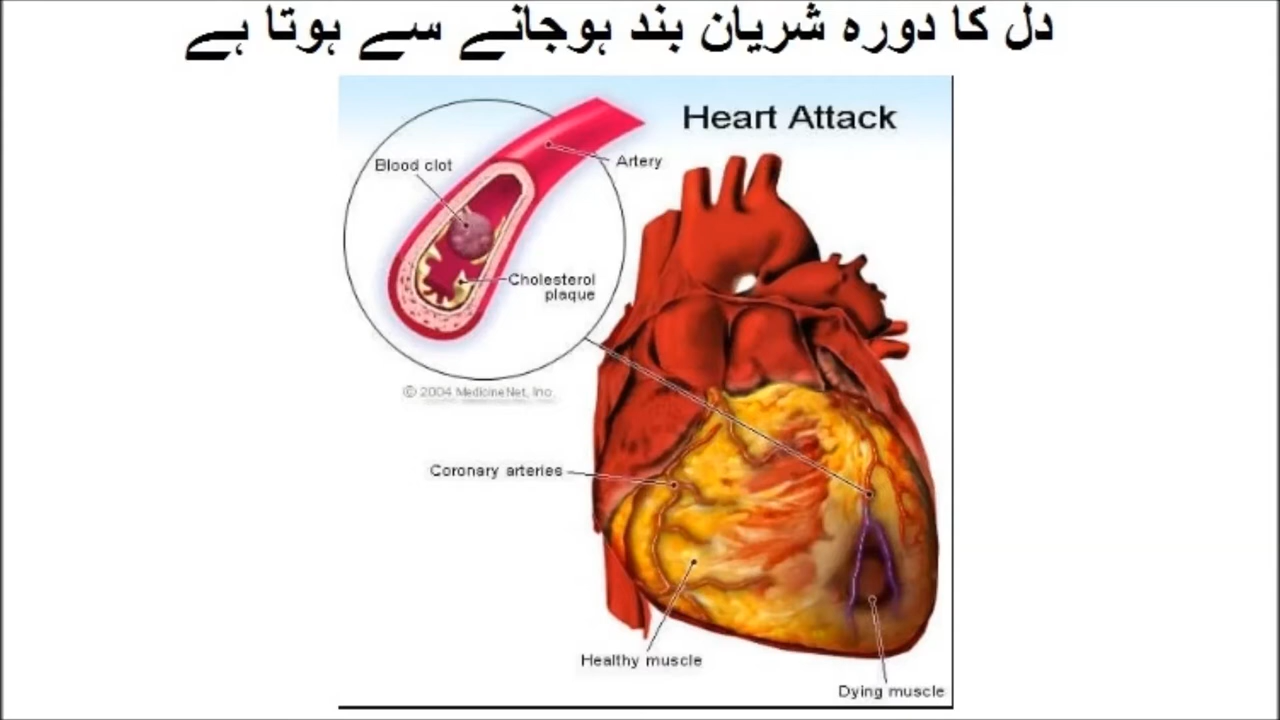 دل کا دورہ شریان بند ہوجانے سے ہوتا ہے
Heart Attack
Blood clot
Artery
Cholesterol
plaque
© 2004 MedicineNet, Inc.
Coronary arteries
Healthy muscle
Dying muscle